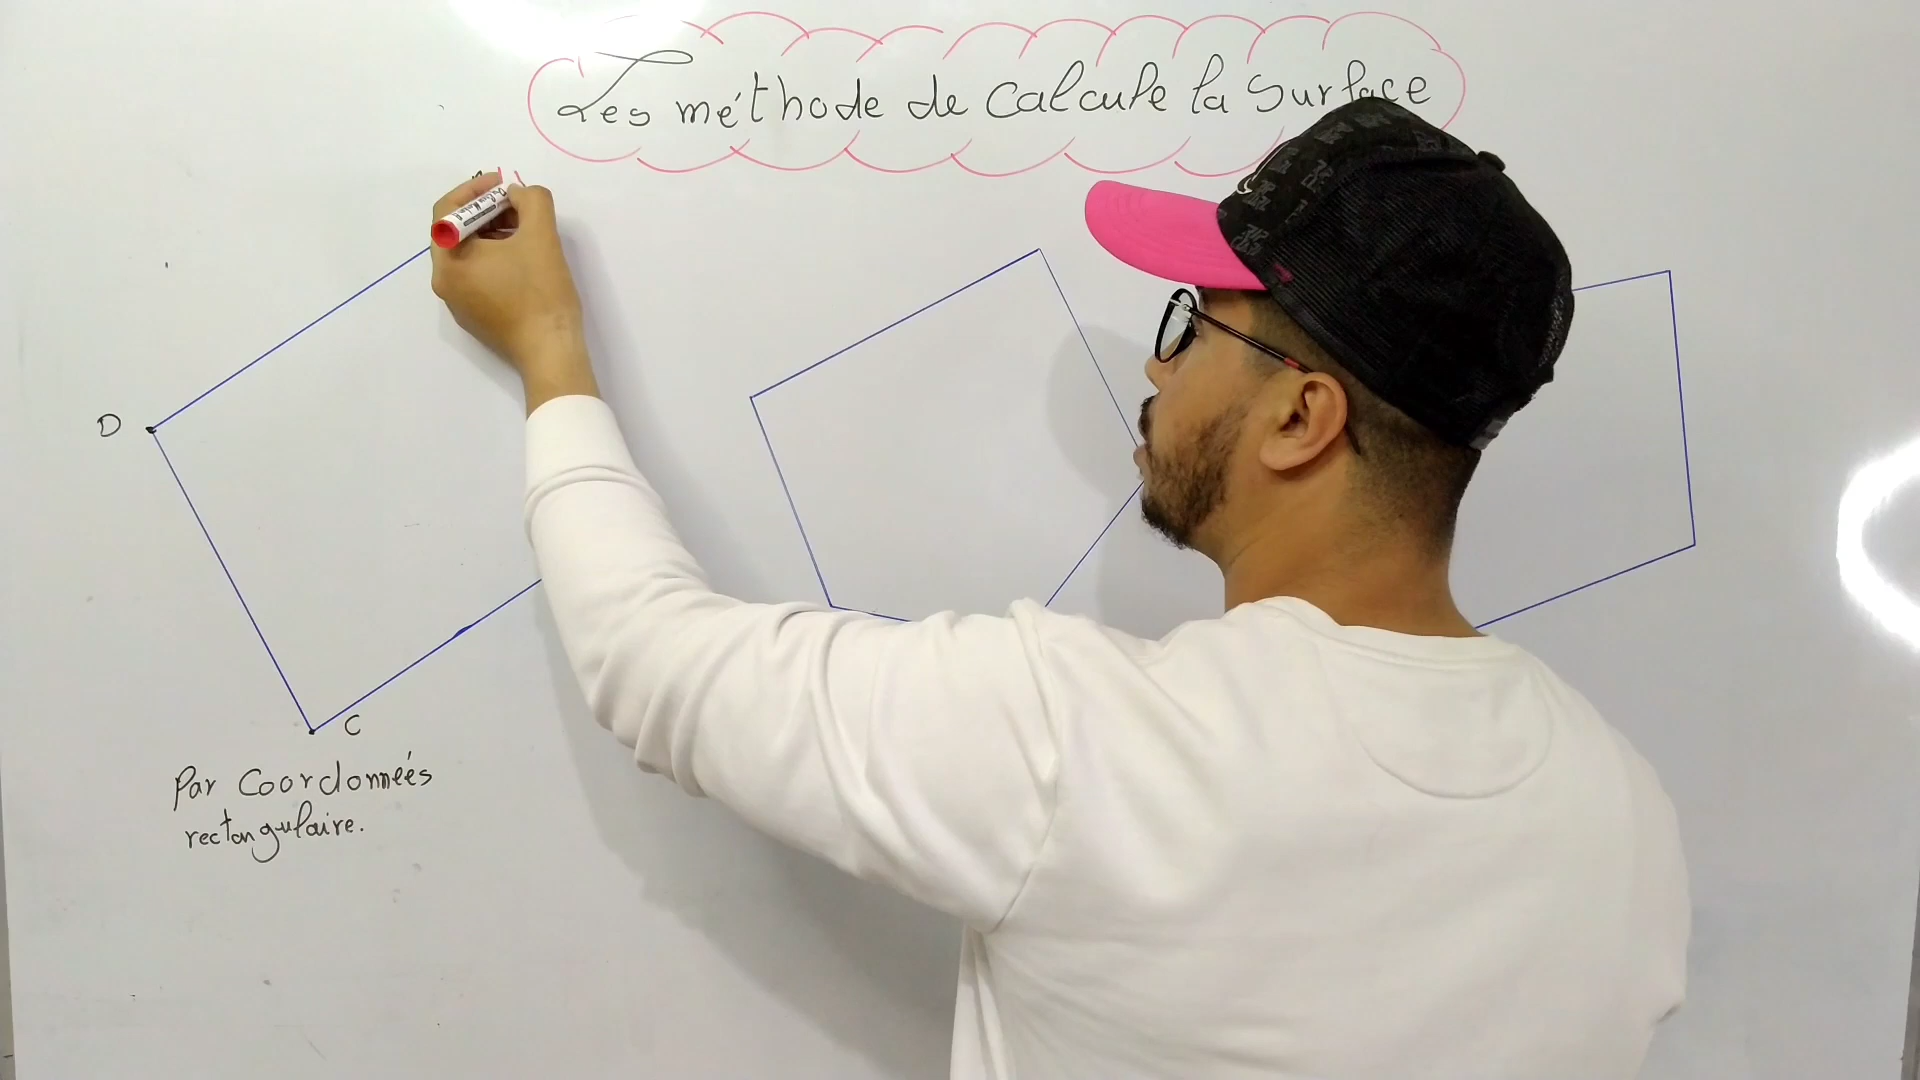 Les méthode de calcule la surface
D
C
Par Coordonnées
rectangulaire.